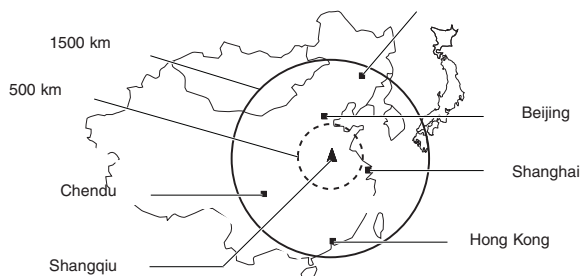 1500 km
500 km
Beijing
Shanghai
Chendu
Hong Kong
Shangqiu